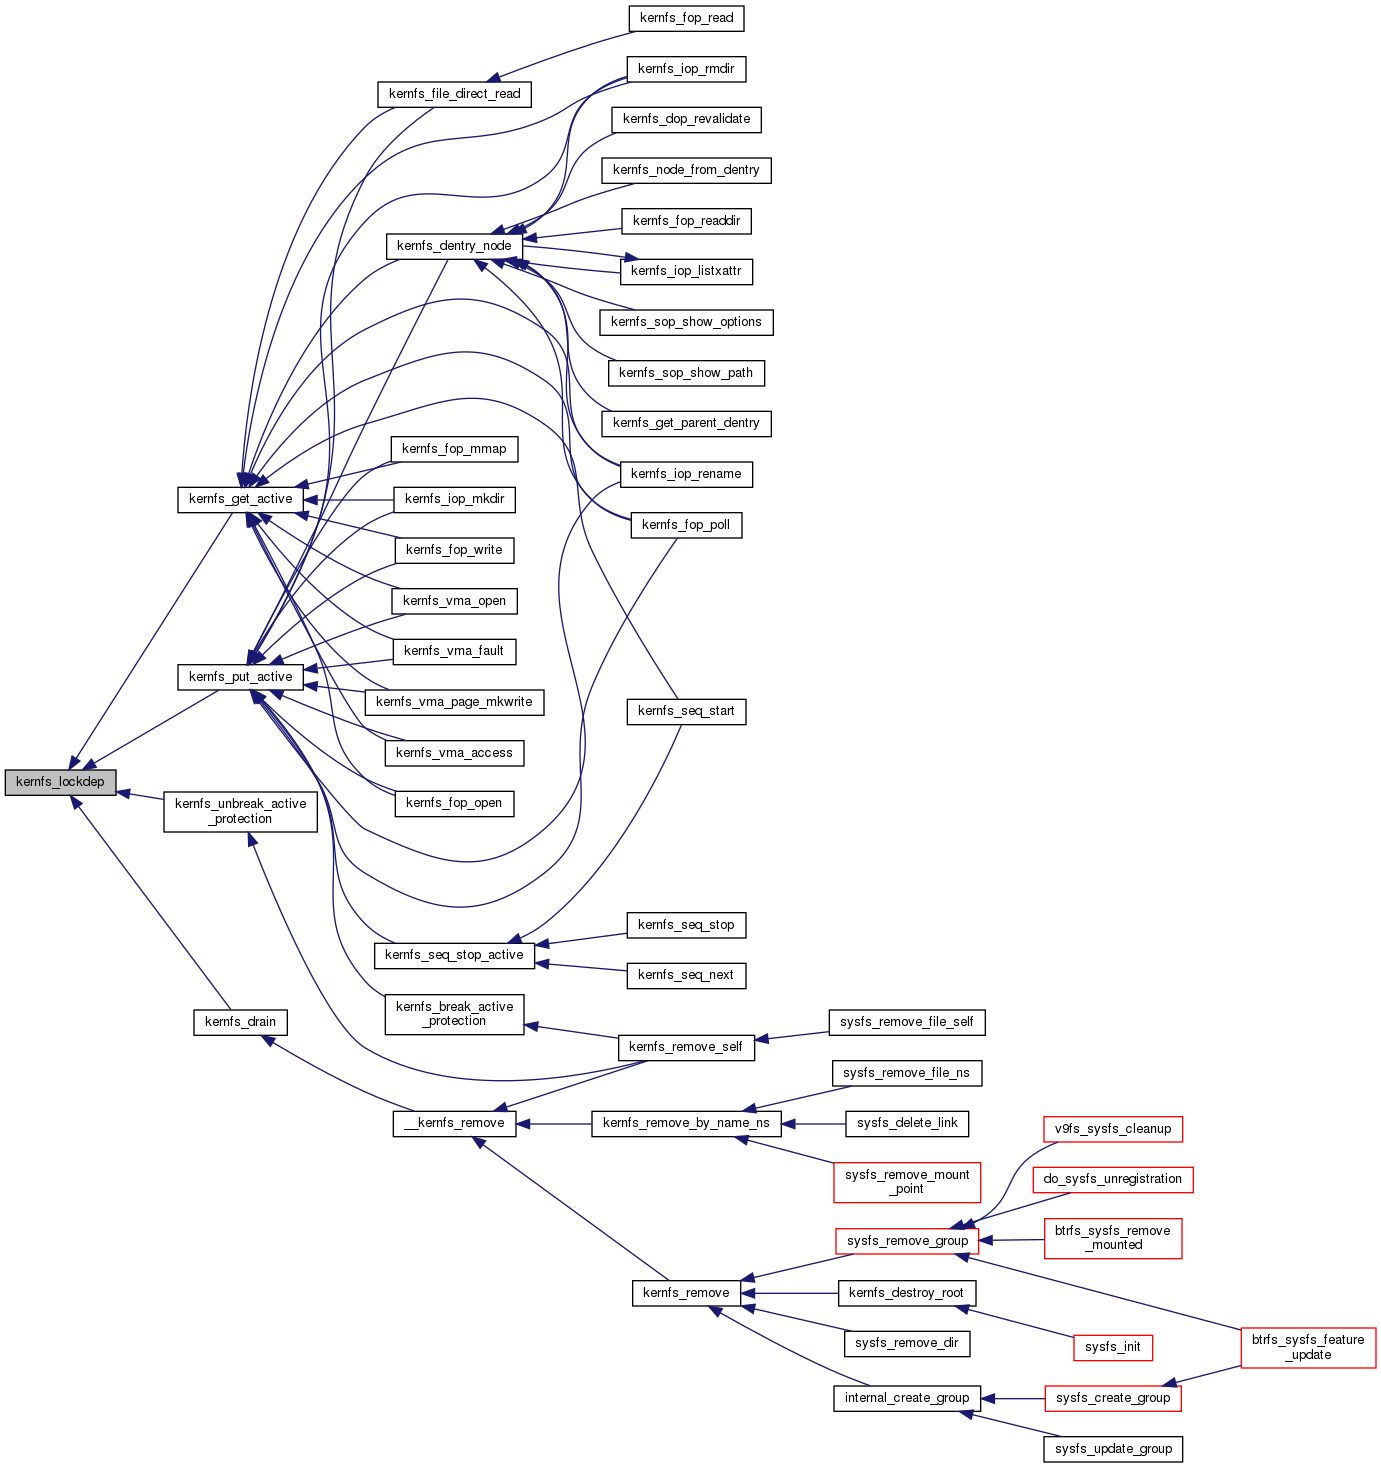 kernfs_fop_read
kernfs_iop_rmdir
kernfs_file_direct_read
kernfs_dop_revalidate
kernfs_node_from_dentry
kernfs_fop_readdir
kernfs_dentry_node
kernfs_iop_listxattr
kernfs_sop_show_options
kernfs_sop_show_path
kernfs_get_parent_dentry
kernfs_fop_mmap
kernfs_iop_rename
kernfs_get_active
kernfs_iop_mkdir
kernfs_fop_poll
kernfs_fop_write
kernfs_vma_open
kernfs_vma_fault
kernfs_put_active
kernfs_vma_page_mkwrite
kernfs_seq_start
kernfs_vma_access
kernfs_lockdep
kernfs_unbreak_active
_protection
kernfs_fop_open
kernfs_seq_stop
kernfs_seq_stop_active
kernfs_seq_next
kernfs_break_active
_protection
kernfs_drain
sysfs_remove_file_self
kernfs_remove_self
sysfs_remove_file_ns
__kernfs_remove
kernfs_remove_by_name_ns
sysfs_delete_link
v9fs_sysfs_cleanup
sysfs_remove_mount
_point
do_sysfs_unregistration
sysfs_remove_group
btrfs_sysfs_remove
_mounted
kernfs_remove
kernfs_destroy_root
sysfs_remove_dir
sysfs_init
btrfs_sysfs_feature
_update
internal_create_group
sysfs_create_group
sysfs_update_group